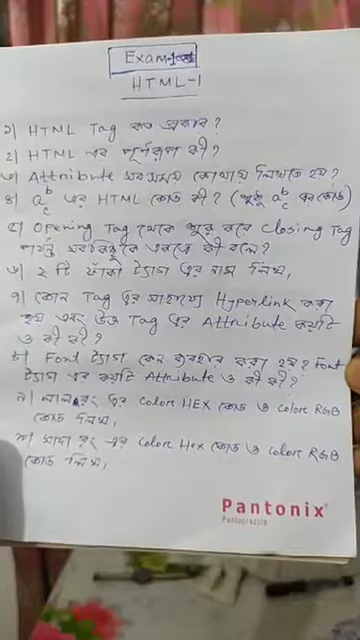 Exam-1
HTML-1
১| HTML Tag কত প্রকার?
২| HTML এর পূর্ণরূপ কী?
৩| Attribute সবসময় কোথায় লিখতে হয়?
৪| a b c এর HTML কোড কী? (শুধু a b c এর কোড)
৫| Opening Tag থেকে শুরু করে Closing Tag
পর্যন্ত সবকিছুকে একত্রে কী বলে?
৬| ২ টি ফাঁকা ট্যাগ এর নাম লিখ,
৭| কোন Tag এর সাহায্যে Hyperlink করা
হয় এবং উক্ত Tag এর Attribute কয়টি
ও কী কী?
৮| Font ট্যাগ কেন ব্যবহার করা হয়? Font
ট্যাগ এর কয়টি Attribute ও কী কী?
৯| লাল রং এর colore HEX কোড ও colore RGB
কোড লিখ,
১০| সাদা রং এর colore Hex কোড ও colore RGB
কোড লিখ,
Pantonix
Pantoprazole